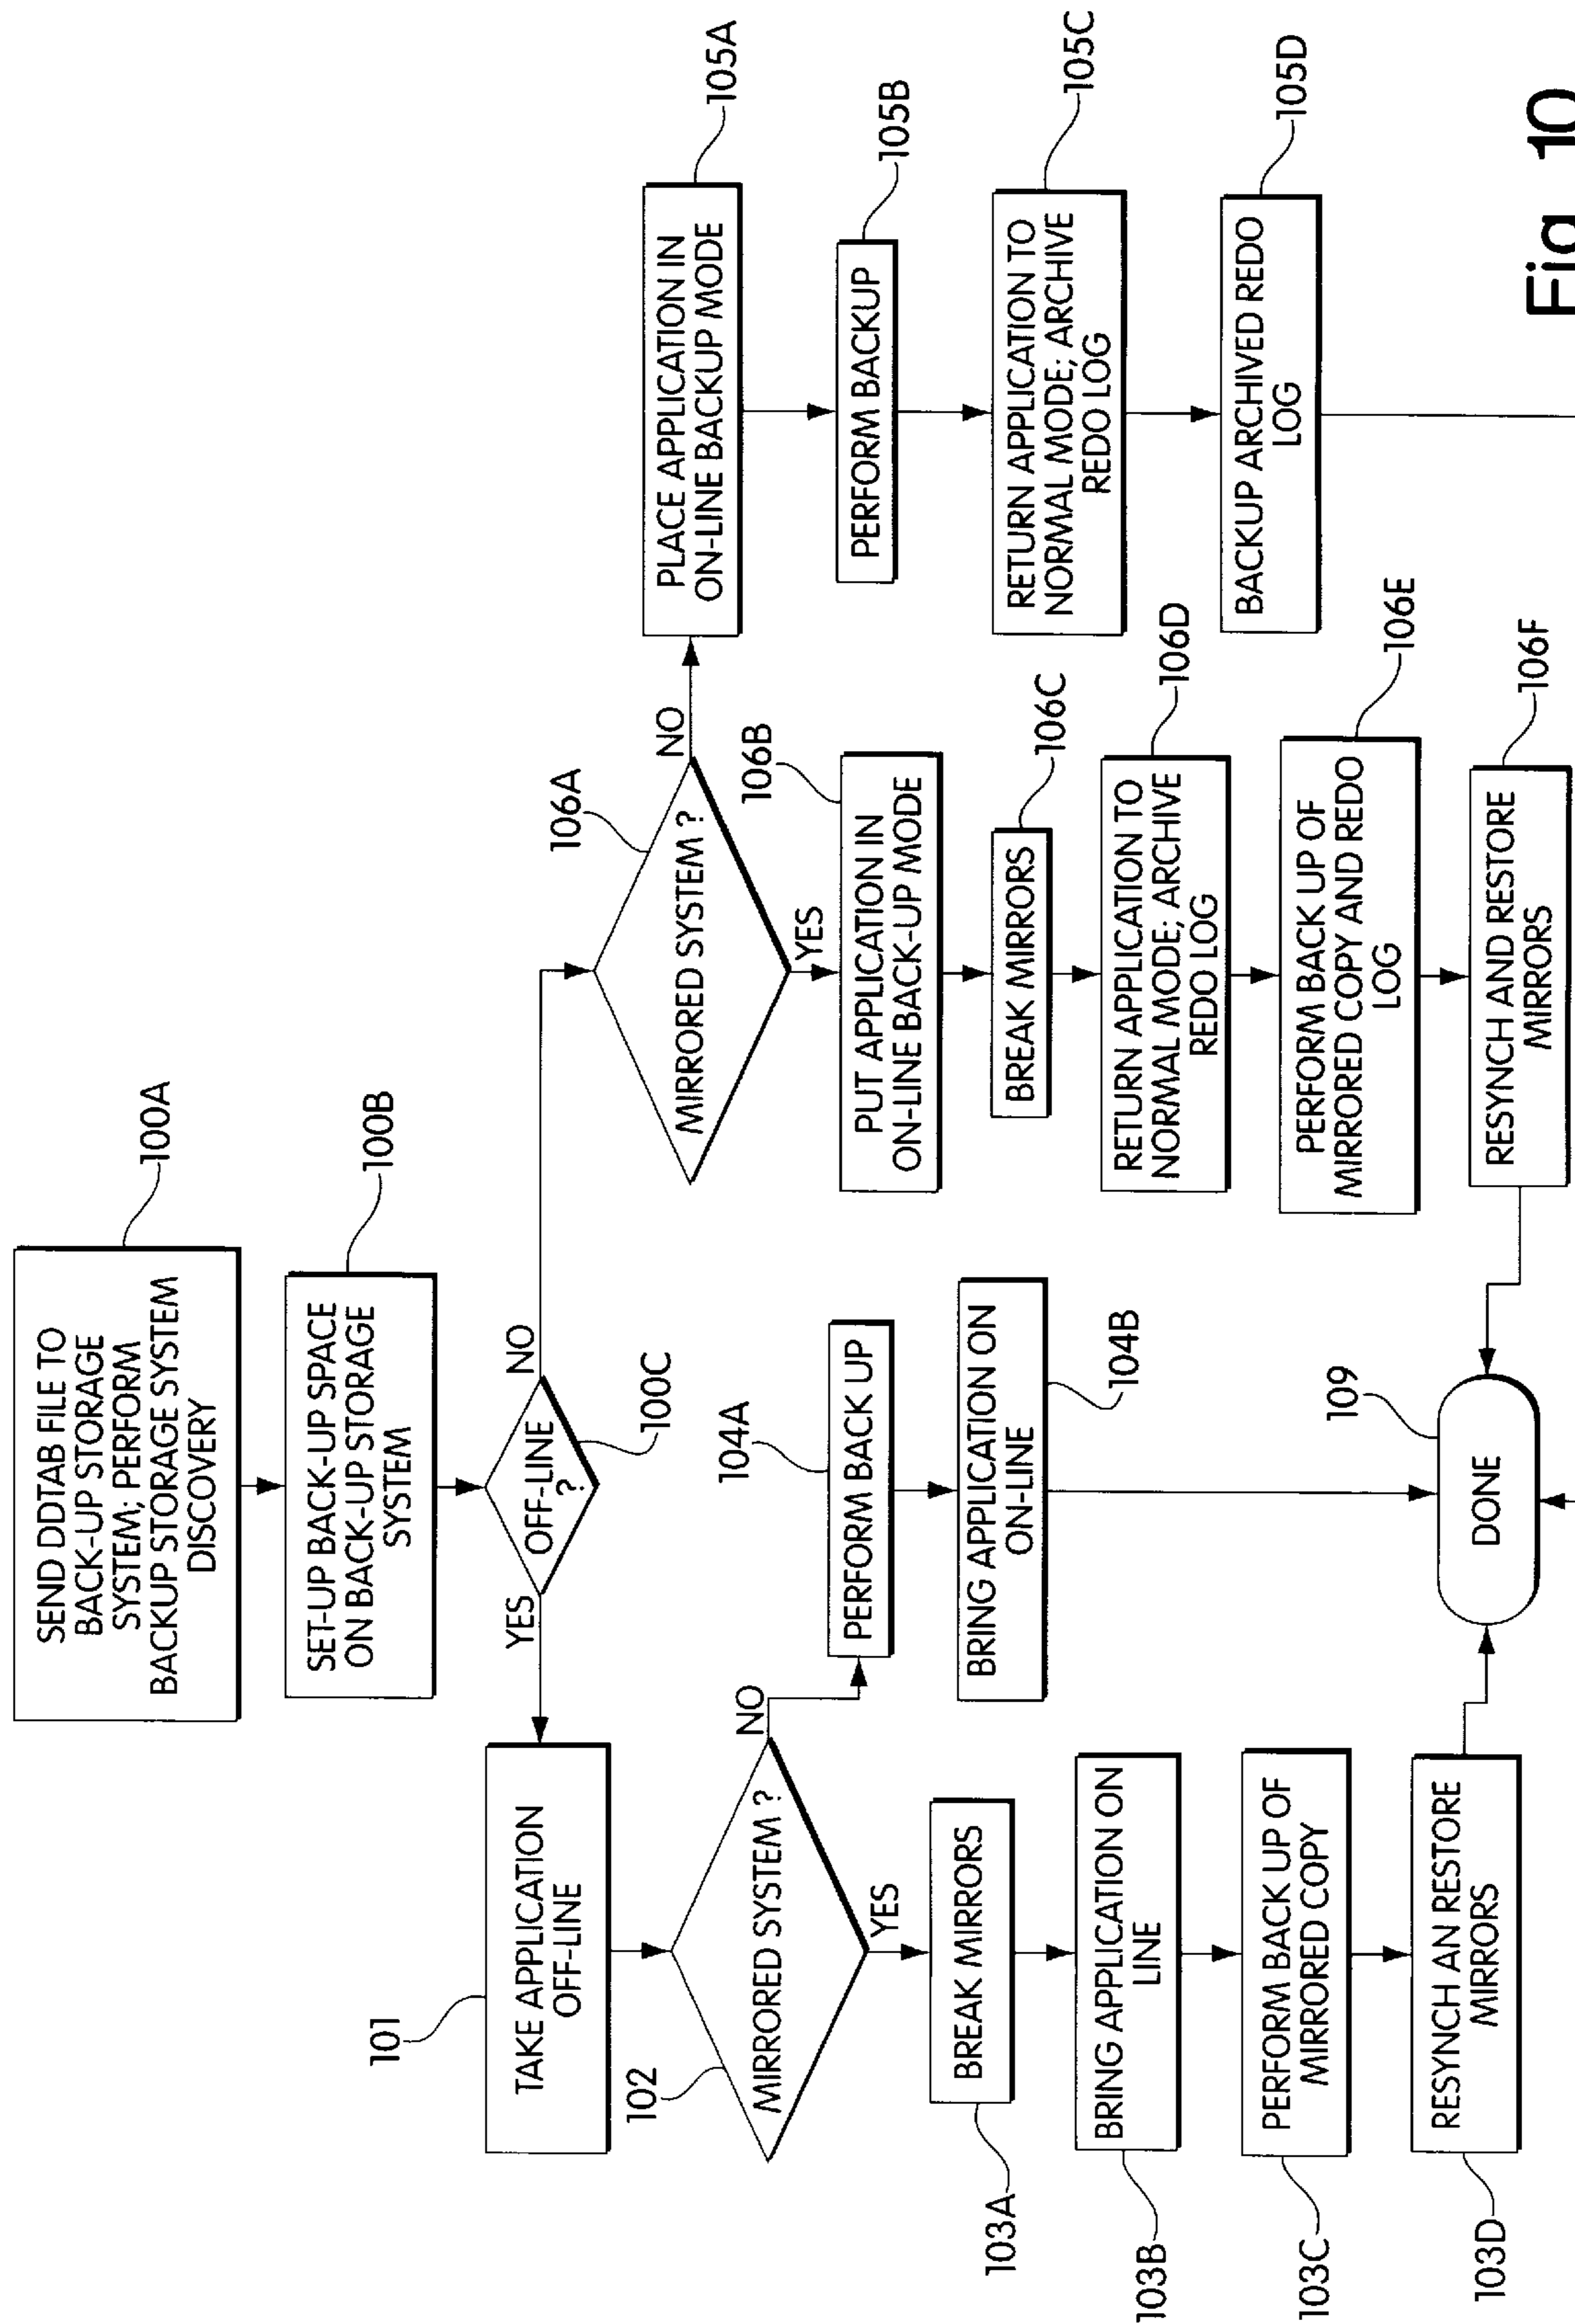 SEND DDTAB FILE TO
BACK-UP STORAGE
SYSTEM; PERFORM
BACKUP STORAGE SYSTEM
DISCOVERY
100A
SET-UP BACK-UP SPACE
ON BACK-UP STORAGE
SYSTEM
100B
OFF-LINE
?
100C
YES
NO
101
TAKE APPLICATION
OFF-LINE
102
MIRRORED SYSTEM ?
NO
YES
103A
BREAK MIRRORS
103B
BRING APPLICATION ON
LINE
103C
PERFORM BACK UP OF
MIRRORED COPY
103D
RESYNCH AN RESTORE
MIRRORS
104A
PERFORM BACK UP
BRING APPLICATION ON
ON-LINE
104B
109
DONE
106A
MIRRORED SYSTEM ?
NO
YES
106B
PUT APPLICATION IN
ON-LINE BACK-UP MODE
BREAK MIRRORS
106C
RETURN APPLICATION TO
NORMAL MODE; ARCHIVE
REDO LOG
106D
PERFORM BACK UP OF
MIRRORED COPY AND REDO
LOG
106E
RESYNCH AND RESTORE
MIRRORS
106F
PLACE APPLICATION IN
ON-LINE BACKUP MODE
105A
PERFORM BACKUP
105B
RETURN APPLICATION TO
NORMAL MODE; ARCHIVE
REDO LOG
105C
BACKUP ARCHIVED REDO
LOG
105D
Fig. 10